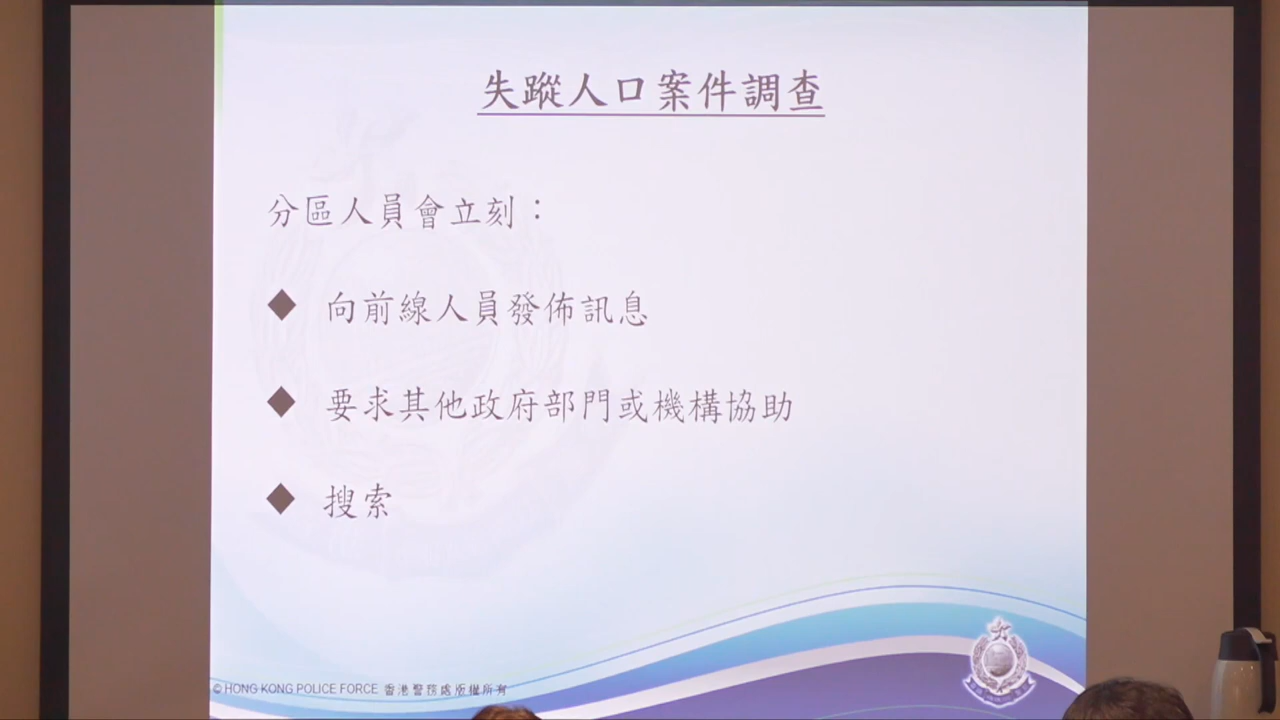 失蹤人口案件調查
分區人員會立刻：
◆ 向前線人員發佈訊息
◆ 要求其他政府部門或機構協助
◆ 搜索
© HONG KONG POLICE FORCE 香港警務處版權所有